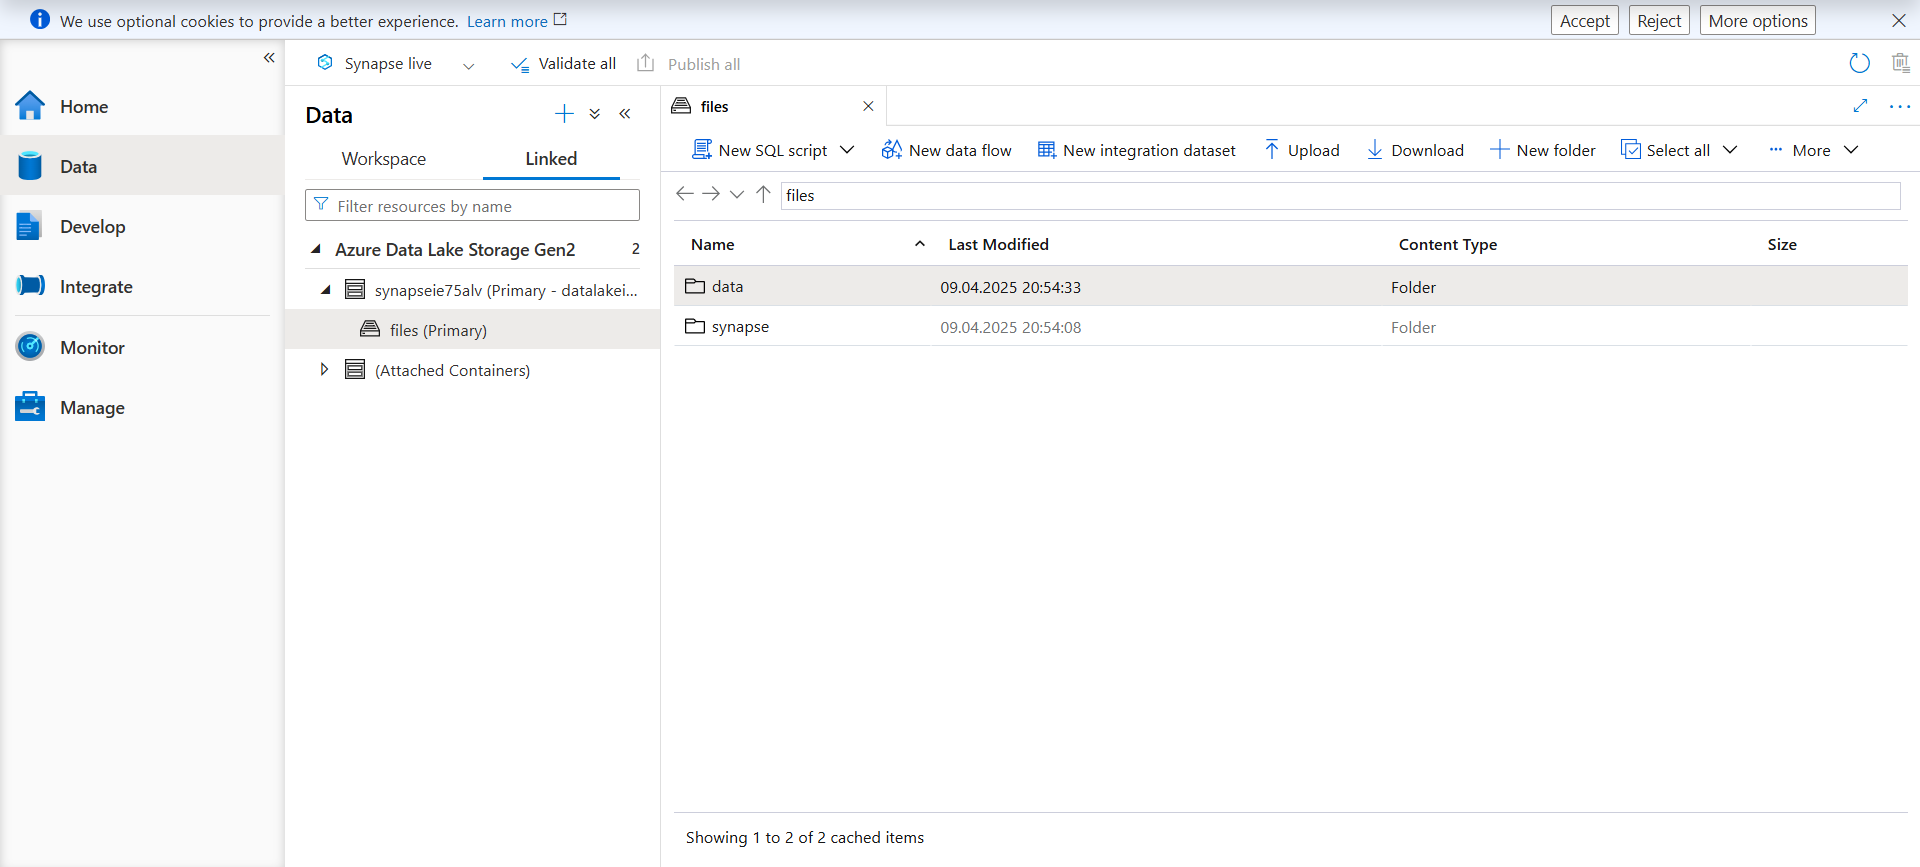 We use optional cookies to provide a better experience. Learn more
Accept
Reject
More options
Synapse live
Validate all
Publish all
Home
Data
Develop
Integrate
Monitor
Manage
Data
Workspace
Linked
Filter resources by name
Azure Data Lake Storage Gen2 2
synapseie75alv (Primary - datalakei...
files (Primary)
(Attached Containers)
files
New SQL script
New data flow
New integration dataset
Upload
Download
New folder
Select all
More
files
Name Last Modified Content Type Size
data 09.04.2025 20:54:33 Folder
synapse 09.04.2025 20:54:08 Folder
Showing 1 to 2 of 2 cached items